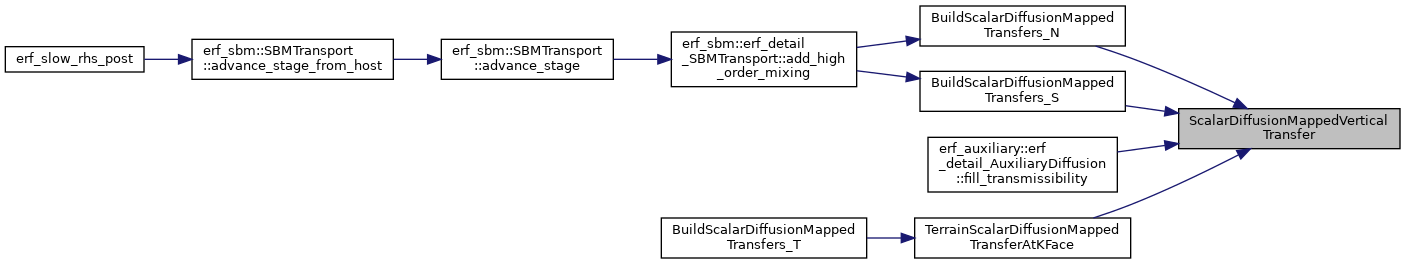 erf_slow_rhs_post
erf_sbm::SBMTransport
::advance_stage_from_host
erf_sbm::SBMTransport
::advance_stage
erf_sbm::erf_detail
_SBMTransport::add_high
_order_mixing
BuildScalarDiffusionMapped
Transfers_N
BuildScalarDiffusionMapped
Transfers_S
erf_auxiliary::erf
_detail_AuxiliaryDiffusion
::fill_transmissibility
BuildScalarDiffusionMapped
Transfers_T
TerrainScalarDiffusionMapped
TransferAtKFace
ScalarDiffusionMappedVertical
Transfer